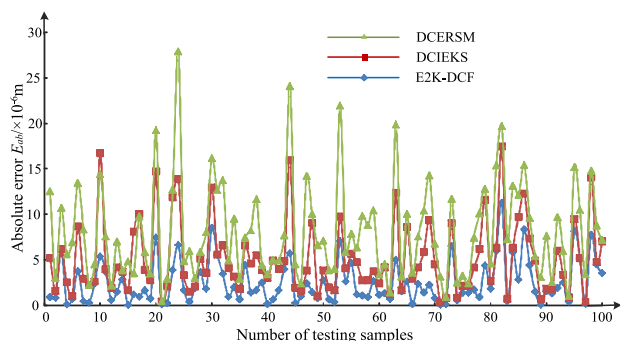 Absolute error Eab/×10⁻⁶m
30
25
20
15
10
5
0
DCERSM
DCIEKS
E2K-DCF
0 10 20 30 40 50 60 70 80 90 100
Number of testing samples